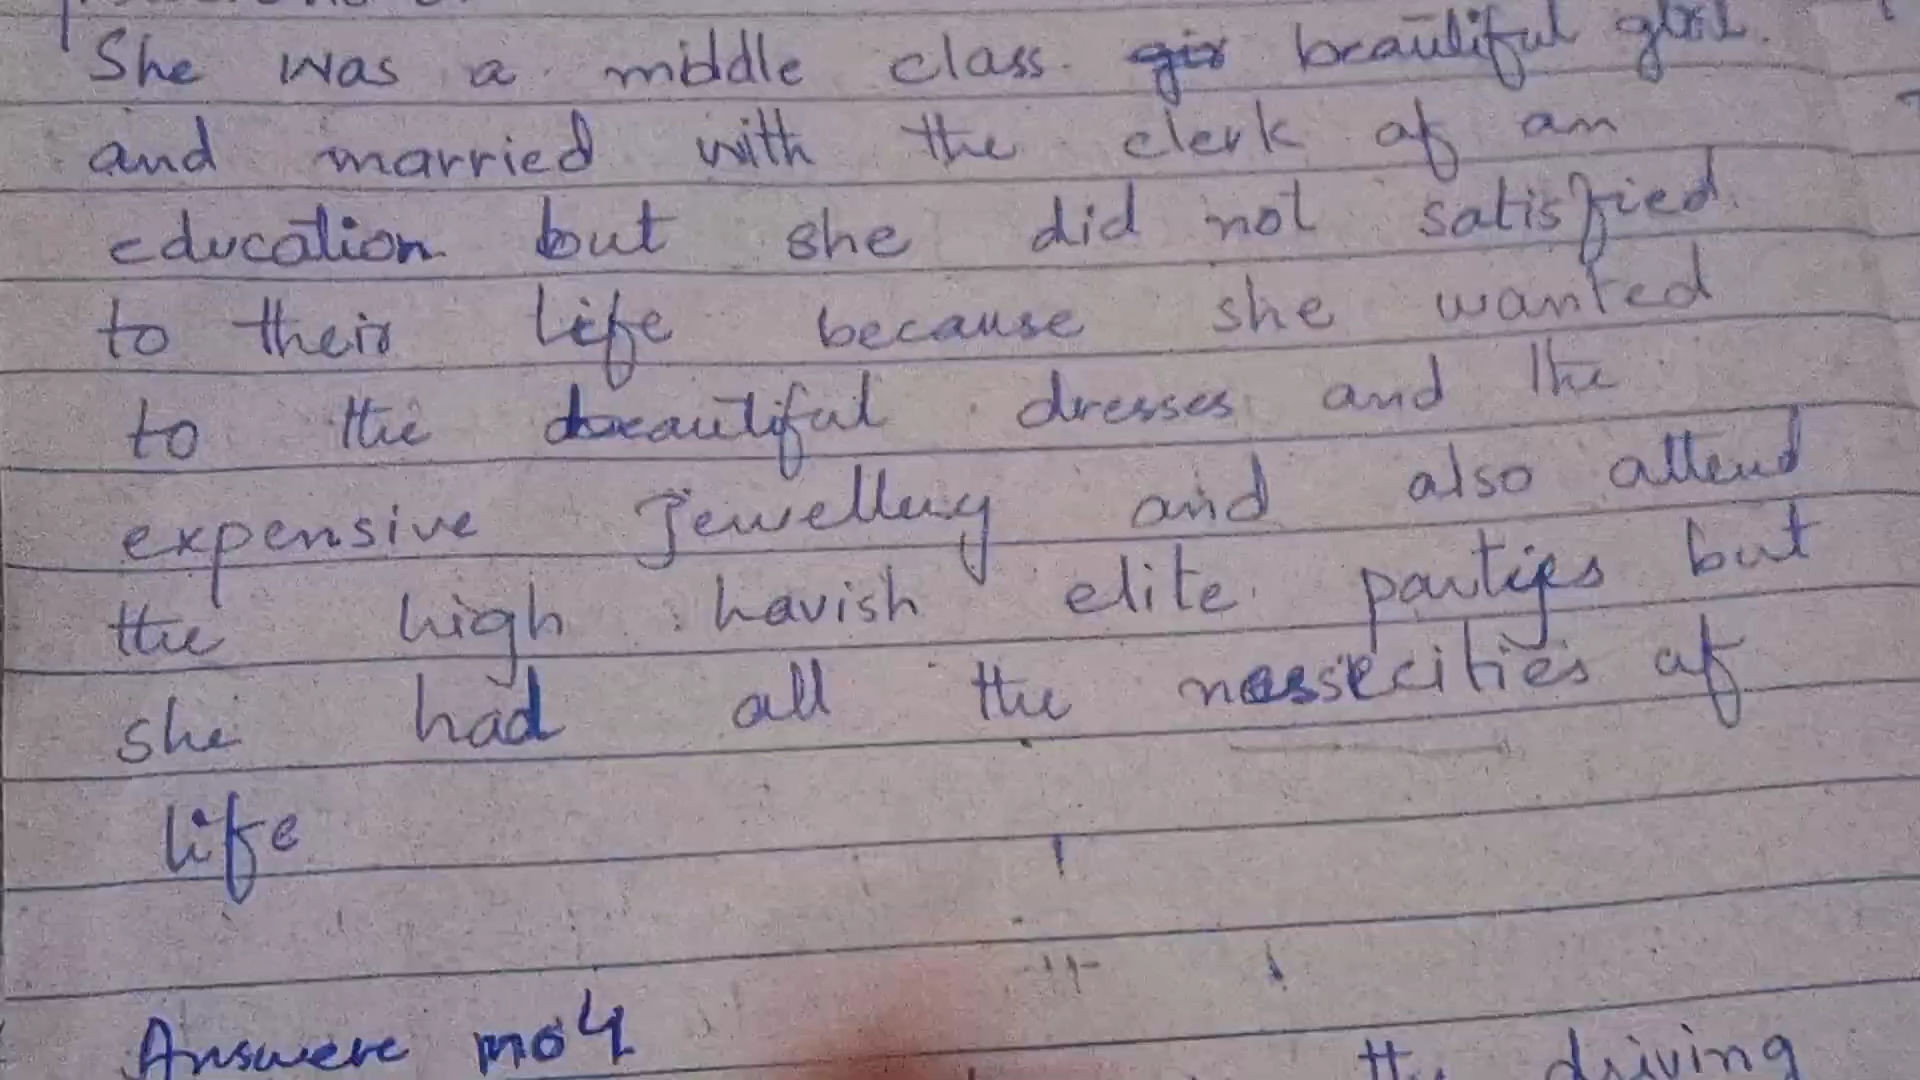 She was a middle class beautiful girl.
and married with the clerk of an
education but she did not satisfied
to their life because she wanted
to the beautiful dresses and the
expensive Jewellery and also attend
the high lavish elite parties but
she had all the nessecities of
life
Answere no 4
the driving